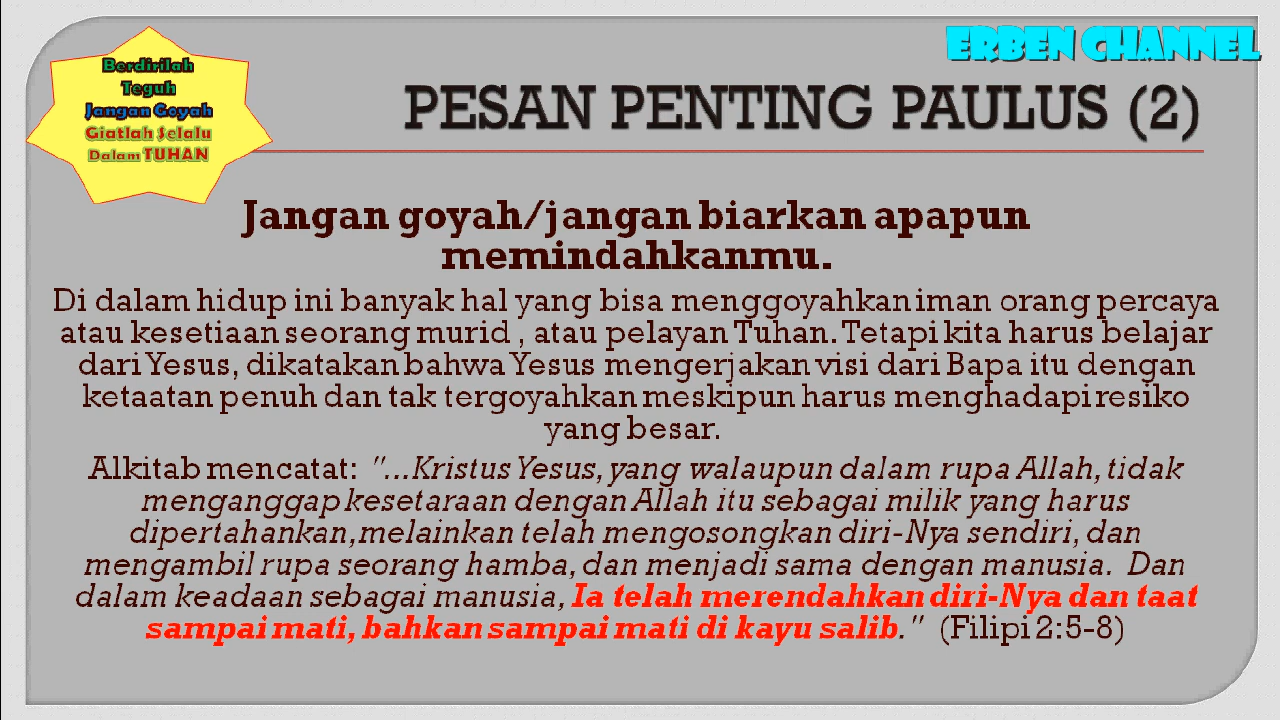 ERBEN CHANNEL
Berdirilah
Teguh
Jangan Goyah
Giatlah Selalu
Dalam TUHAN
PESAN PENTING PAULUS (2)
Jangan goyah/jangan biarkan apapun
memindahkanmu.
Di dalam hidup ini banyak hal yang bisa menggoyahkan iman orang percaya
atau kesetiaan seorang murid , atau pelayan Tuhan. Tetapi kita harus belajar
dari Yesus, dikatakan bahwa Yesus mengerjakan visi dari Bapa itu dengan
ketaatan penuh dan tak tergoyahkan meskipun harus menghadapi resiko
yang besar.
Alkitab mencatat: "...Kristus Yesus, yang walaupun dalam rupa Allah, tidak
menganggap kesetaraan dengan Allah itu sebagai milik yang harus
dipertahankan, melainkan telah mengosongkan diri-Nya sendiri, dan
mengambil rupa seorang hamba, dan menjadi sama dengan manusia. Dan
dalam keadaan sebagai manusia, Ia telah merendahkan diri-Nya dan taat
sampai mati, bahkan sampai mati di kayu salib." (Filipi 2:5-8)